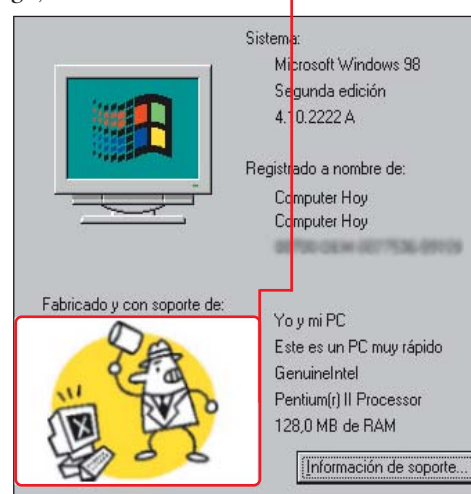 Sistema:
Microsoft Windows 98
Segunda edición
4.10.2222 A
Registrado a nombre de:
Computer Hoy
Computer Hoy
Fabricado y con soporte de:
Yo y mi PC
Este es un PC muy rápido
GenuineIntel
Pentium(r) II Processor
128,0 MB de RAM
Información de soporte...